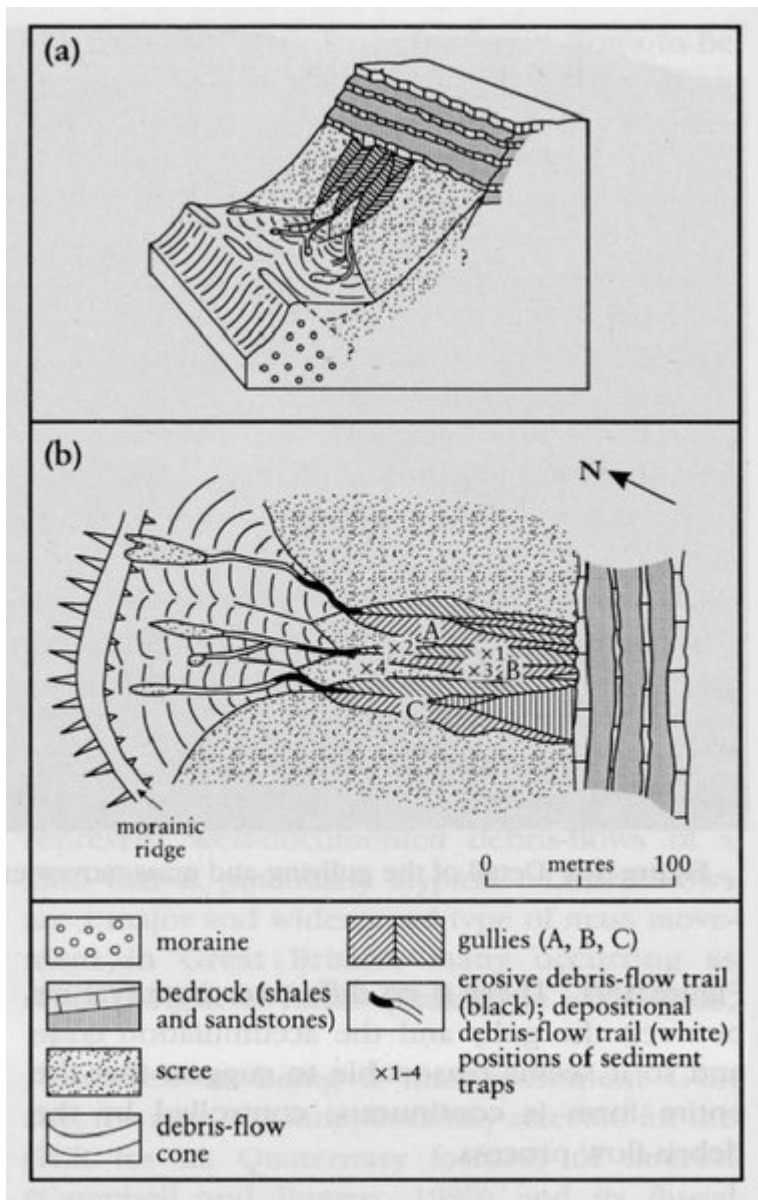 (a)
?
?
(b)
N
A
×2
×1
×4
×3
B
C
morainic
ridge
0 metres 100
moraine
bedrock (shales
and sandstones)
scree
debris-flow
cone
gullies (A, B, C)
erosive debris-flow trail
(black); depositional
debris-flow trail (white)
×1-4
positions of sediment
traps